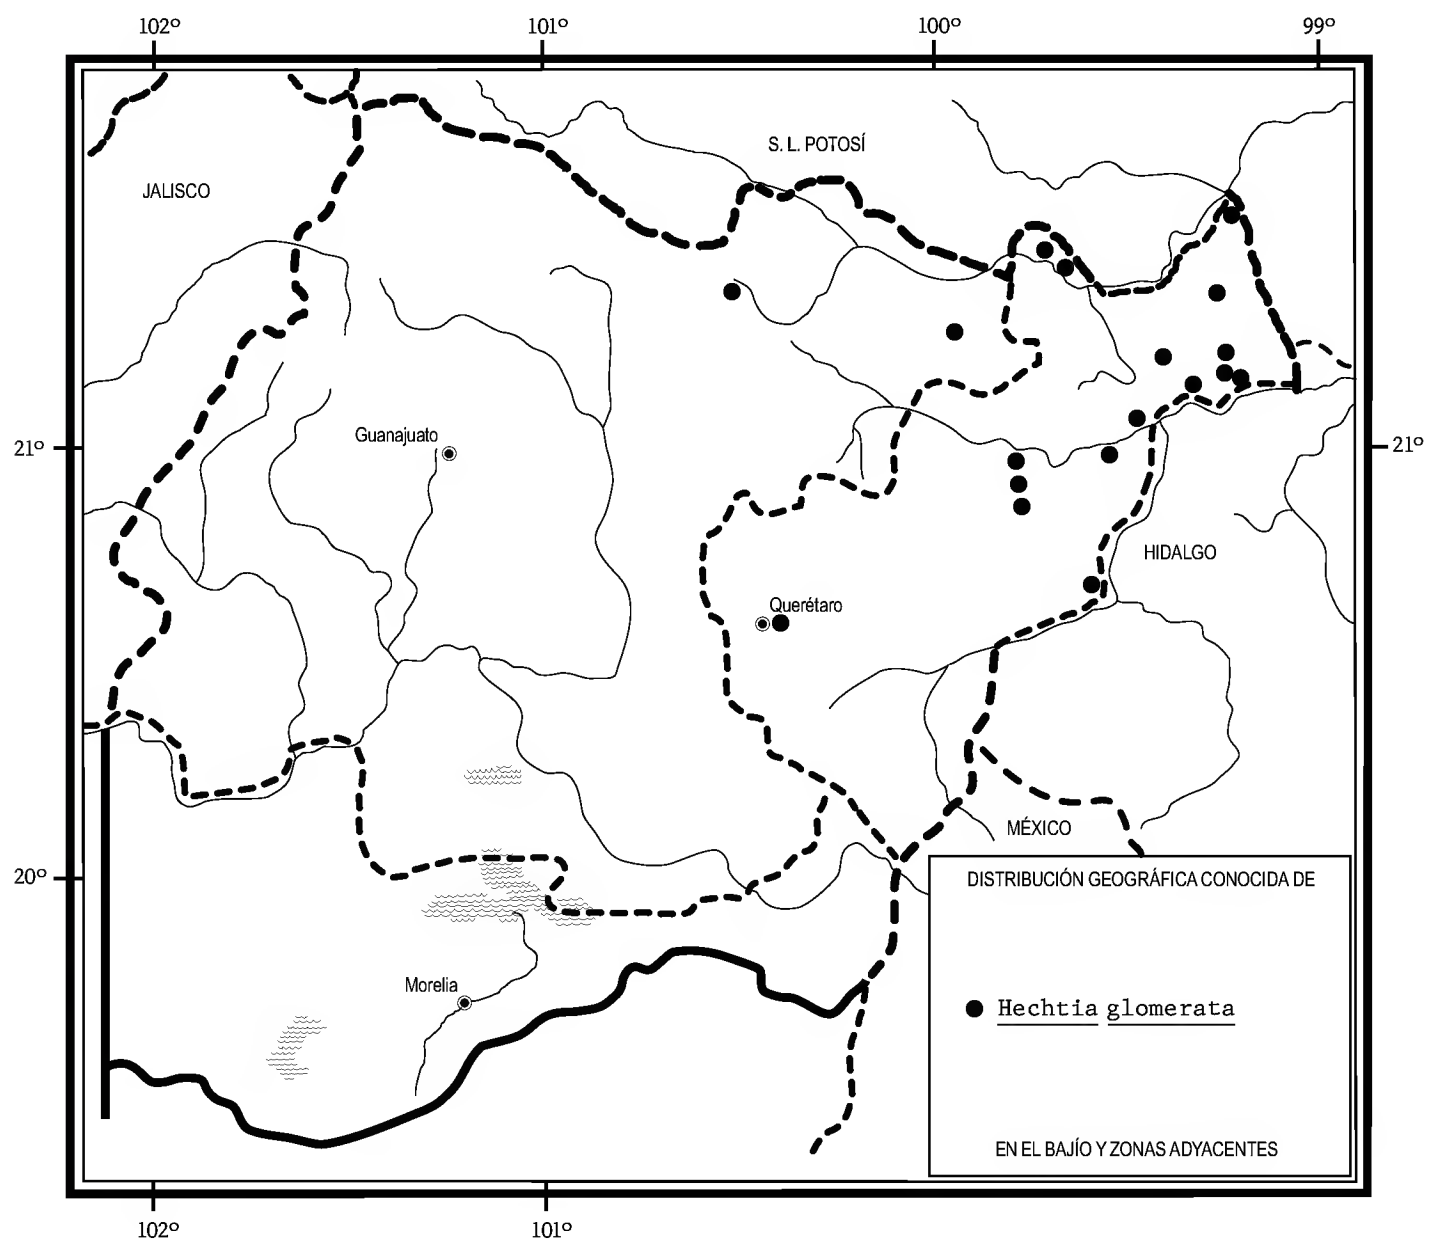 102º 101º 100º 99º
S. L. POTOSÍ
JALISCO
Guanajuato
21º 21º
HIDALGO
Querétaro
MÉXICO
20º
DISTRIBUCIÓN GEOGRÁFICA CONOCIDA DE
Morelia
Hechtia glomerata
EN EL BAJÍO Y ZONAS ADYACENTES
102º 101º